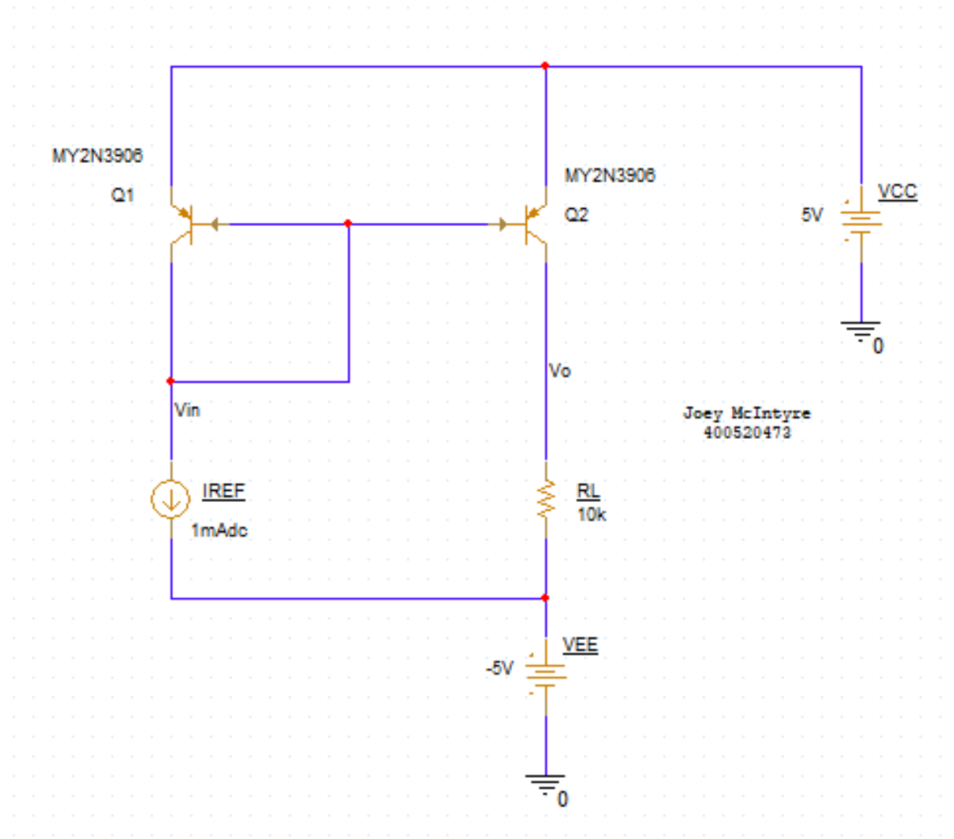 MY2N3906
Q1
MY2N3906
Q2
VCC
5V
0
Vo
Vin
Joey McIntyre
400520473
IREF
1mAdc
RL
10k
VEE
-5V
0